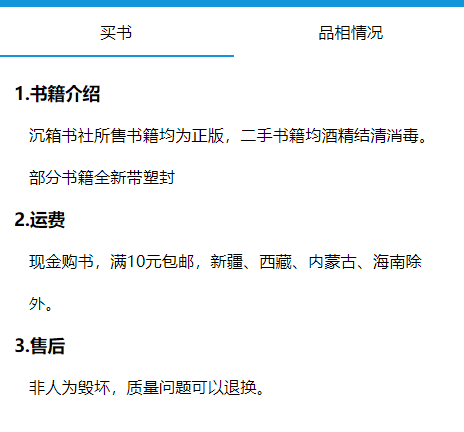 买书
品相情况
1.书籍介绍
沉箱书社所售书籍均为正版，二手书籍均酒精结清消毒。
部分书籍全新带塑封
2.运费
现金购书，满10元包邮，新疆、西藏、内蒙古、海南除
外。
3.售后
非人为毁坏，质量问题可以退换。